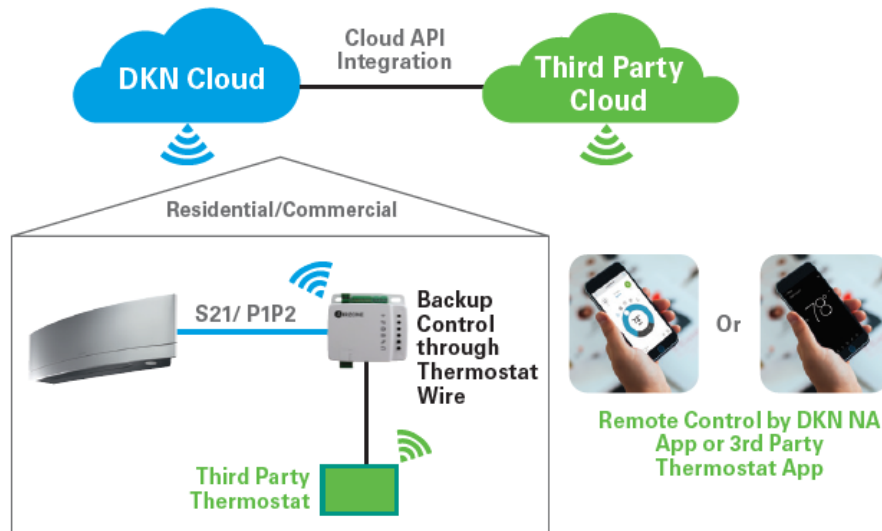 Cloud API
Integration
DKN Cloud
Third Party
Cloud
Residential/Commercial
S21/ P1P2
Backup
Control
through
Thermostat
Wire
Third Party
Thermostat
Or
78°
Remote Control by DKN NA
App or 3rd Party
Thermostat App